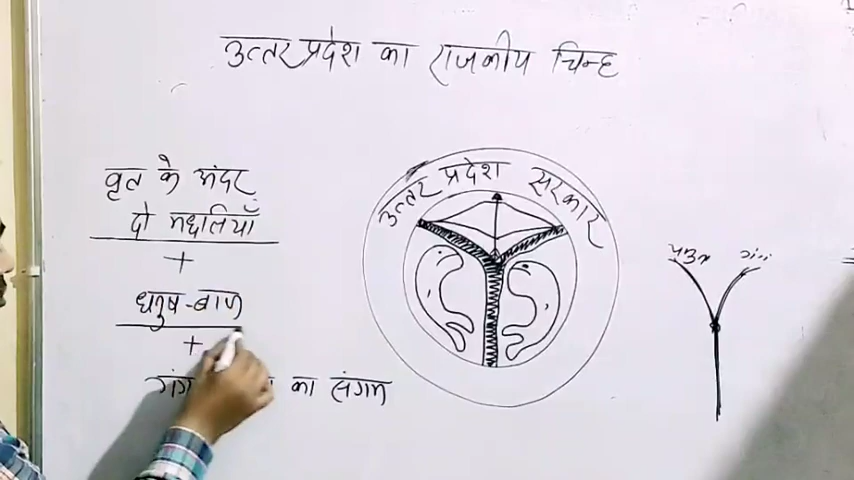 उत्तर प्रदेश का राजकीय चिन्ह
वृत के अंदर
दो मछलियाँ
+
धनुष-बाण
+
का संगम
उत्तर प्रदेश सरकार